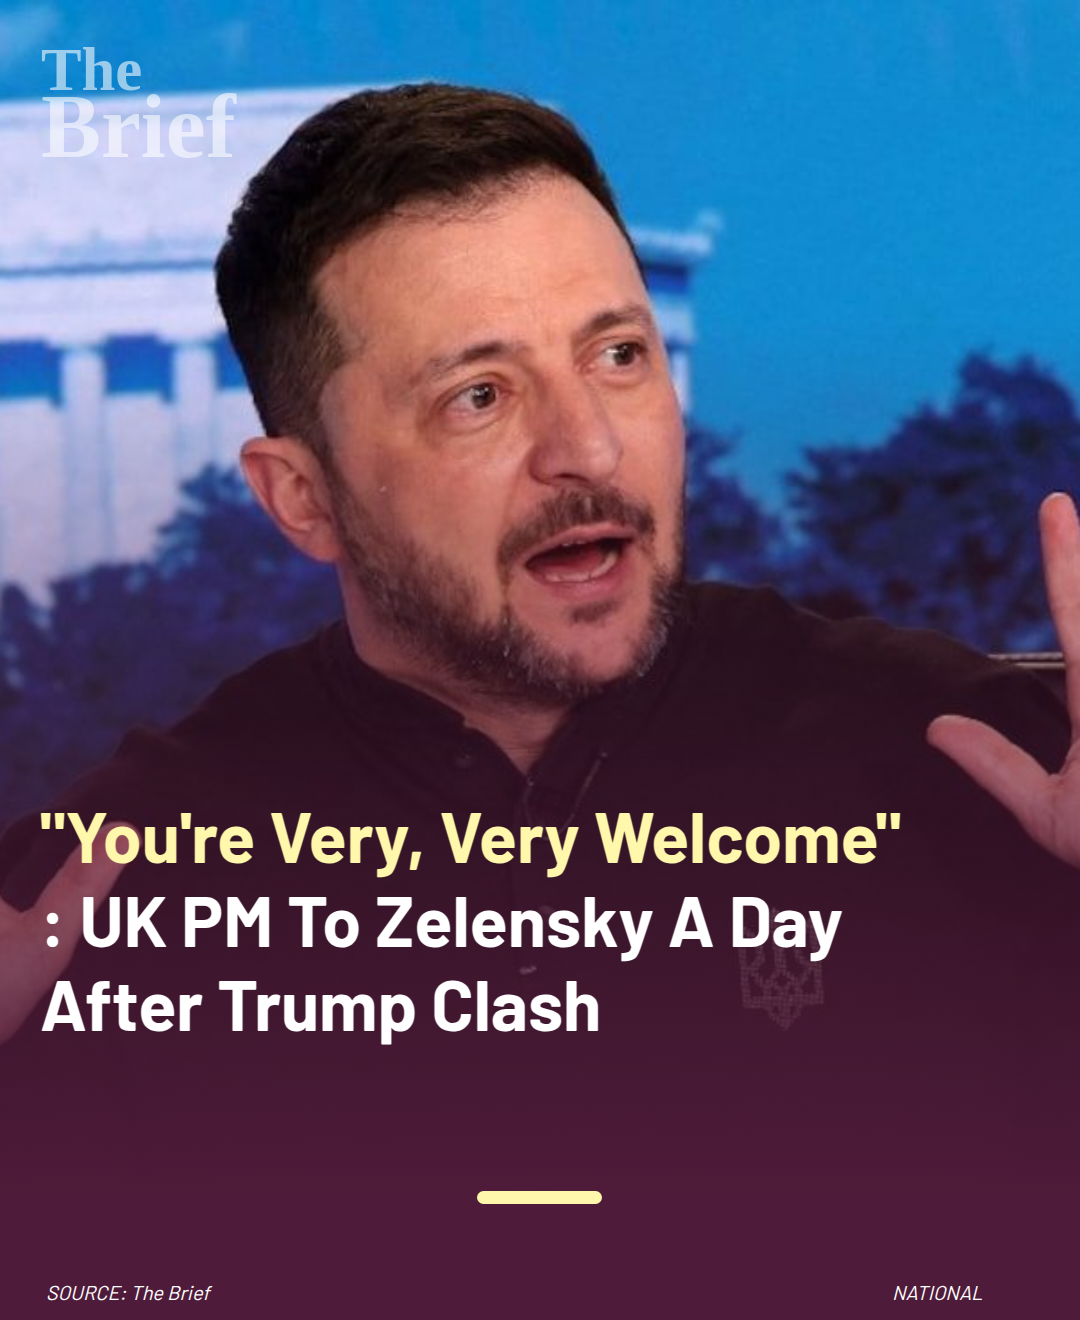 The
Brief
"You're Very, Very Welcome"
: UK PM To Zelensky A Day
After Trump Clash
SOURCE: The Brief
NATIONAL